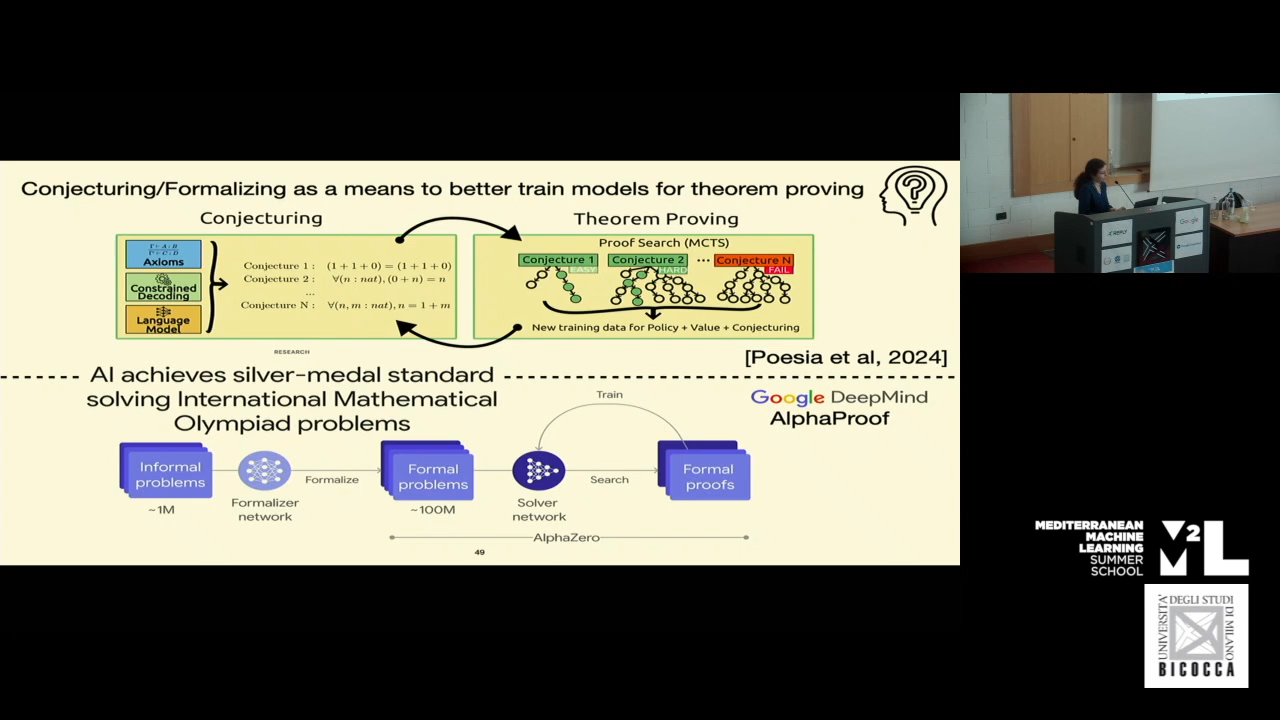 Conjecturing/Formalizing as a means to better train models for theorem proving
Conjecturing
Axioms
Constrained
Decoding
Language
Model
Conjecture 1 : (1 + 1 + 0) = (1 + 1 + 0)
Conjecture 2 : ∀(n : nat), (0 + n) = n
...
Conjecture N : ∀(n, m : nat), n = 1 + m
Theorem Proving
Proof Search (MCTS)
Conjecture 1
EASY
Conjecture 2
HARD
...
Conjecture N
FAIL
New training data for Policy + Value + Conjecturing
[Poesia et al, 2024]
RESEARCH
AI achieves silver-medal standard
solving International Mathematical
Olympiad problems
Google DeepMind
AlphaProof
Informal
problems
~1M
Formalizer
network
Formalize
Formal
problems
~100M
Solver
network
Train
Search
Formal
proofs
AlphaZero
49
Google
MEDITERRANEAN
MACHINE
LEARNING
SUMMER
SCHOOL
M2L
UNIVERSITA'
DEGLI STUDI
DI MILANO
BICOCCA